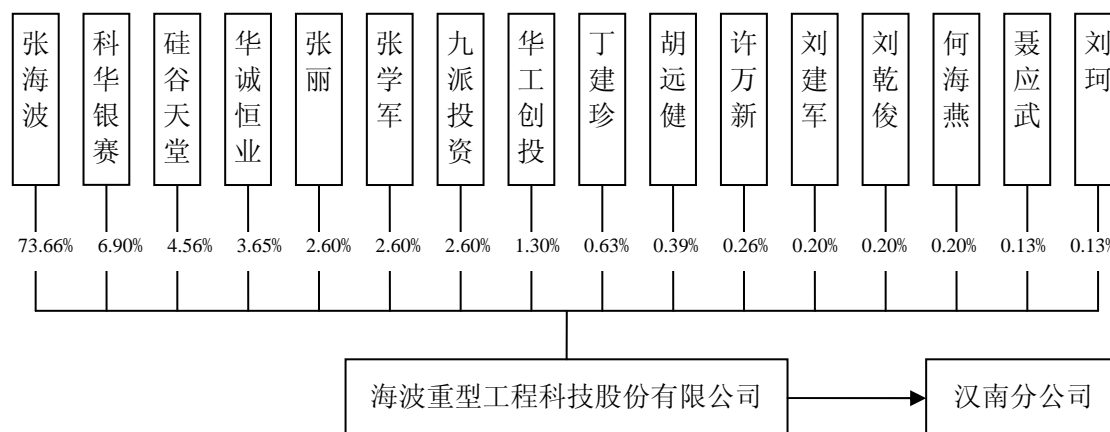 张海波
科华银赛
硅谷天堂
华诚恒业
张丽
张学军
九派投资
华工创投
丁建珍
胡远健
许万新
刘建军
刘乾俊
何海燕
聂应武
刘珂
73.66% 6.90% 4.56% 3.65% 2.60% 2.60% 2.60% 1.30% 0.63% 0.39% 0.26% 0.20% 0.20% 0.20% 0.13% 0.13%
海波重型工程科技股份有限公司 汉南分公司